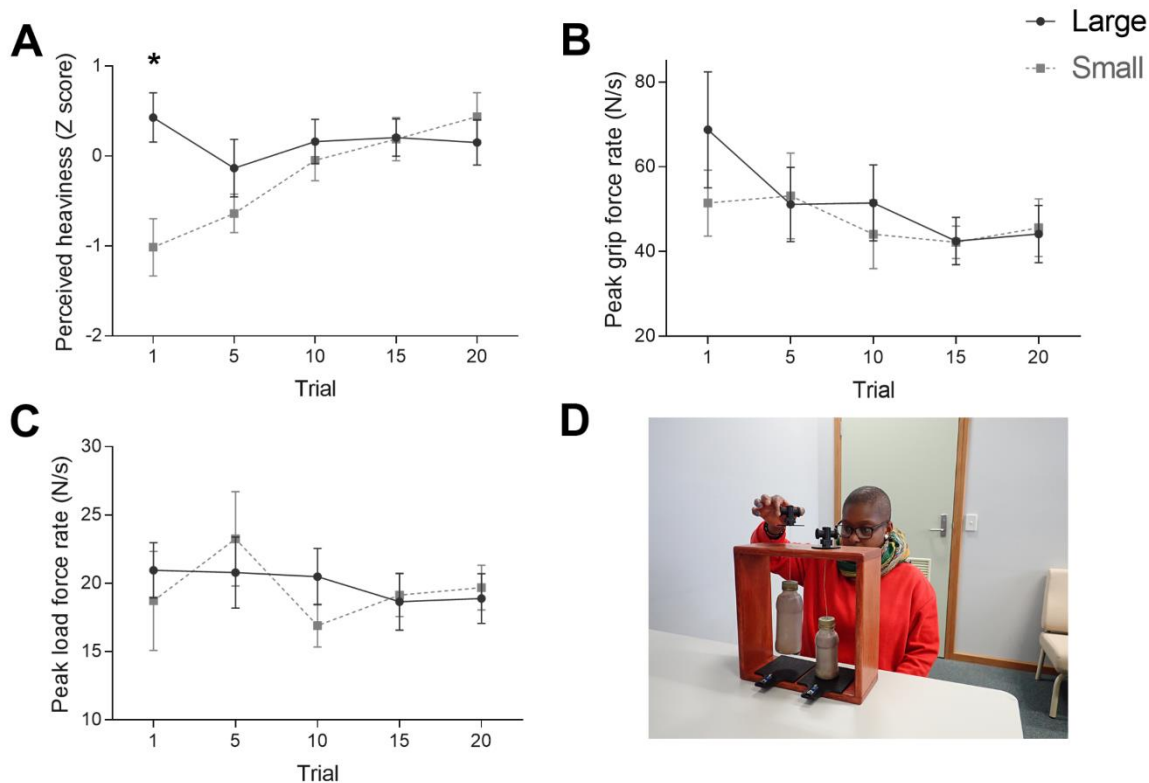 A
*
Perceived heaviness (Z score)
1
0
-1
-2
1 5 10 15 20
Trial
B
Large
Small
Peak grip force rate (N/s)
80
60
40
20
1 5 10 15 20
Trial
C
Peak load force rate (N/s)
30
25
20
15
10
1 5 10 15 20
Trial
D